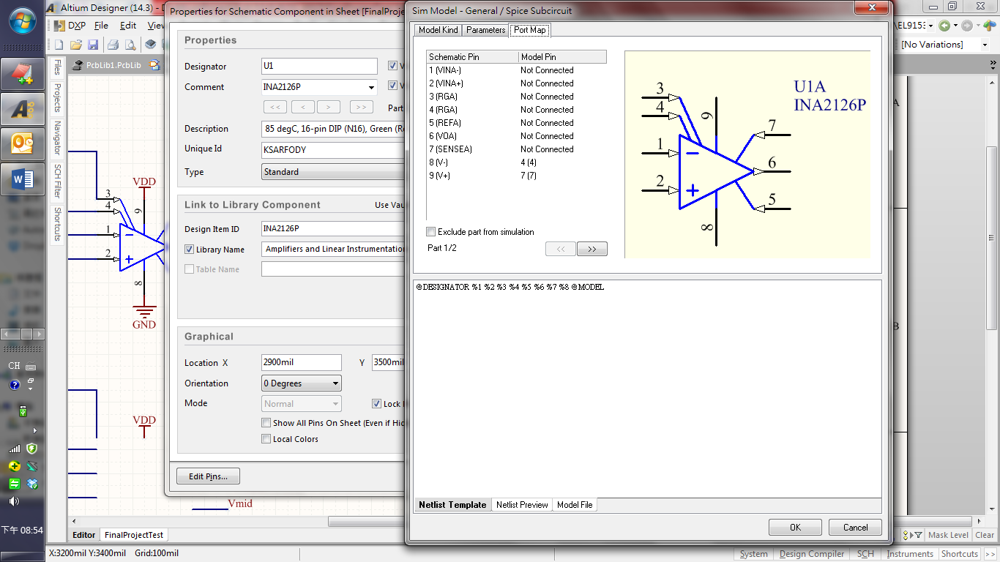 Altium Designer (14.3) - D
DXP File Edit View
PcbLib1.PcbLib
Files
Projects
Navigator
SCH Filter
Shortcuts
VDD
3
4
9
1
2
8
GND
VDD
Vmid
Editor FinalProjectTest
X:3200mil Y:3400mil Grid:100mil
CH
下午 08:54
Properties for Schematic Component in Sheet [FinalProjec
Properties
Designator U1
Comment INA2126P
<< < > >> Part
Description 85 degC, 16-pin DIP (N16), Green (Ro
Unique Id KSARFODY
Type Standard
Link to Library Component Use Vau
Design Item ID INA2126P
Library Name Amplifiers and Linear Instrumentation
Table Name
Graphical
Location X 2900mil Y 3500mil
Orientation 0 Degrees
Mode Normal Lock
Show All Pins On Sheet (Even if Hid
Local Colors
Edit Pins...
Sim Model - General / Spice Subcircuit
Model Kind Parameters Port Map
Schematic Pin Model Pin
1 (VINA-) Not Connected
2 (VINA+) Not Connected
3 (RGA) Not Connected
4 (RGA) Not Connected
5 (REFA) Not Connected
6 (VOA) Not Connected
7 (SENSEA) Not Connected
8 (V-) 4 (4)
9 (V+) 7 (7)
Exclude part from simulation
Part 1/2 << >>
U1A
INA2126P
3
4
9
7
1
6
2
5
8
@DESIGNATOR %1 %2 %3 %4 %5 %6 %7 %8 @MODEL
Netlist Template Netlist Preview Model File
OK Cancel
EL9153
[No Variations]
A
B
Mask Level Clear
System Design Compiler SCH Instruments Shortcuts >>